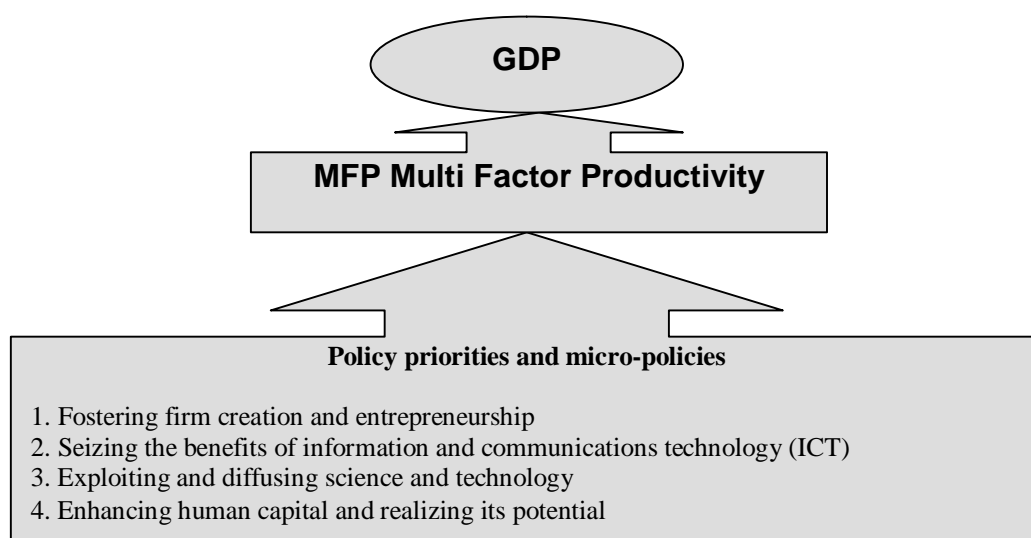 GDP
MFP Multi Factor Productivity
Policy priorities and micro-policies
1. Fostering firm creation and entrepreneurship
2. Seizing the benefits of information and communications technology (ICT)
3. Exploiting and diffusing science and technology
4. Enhancing human capital and realizing its potential